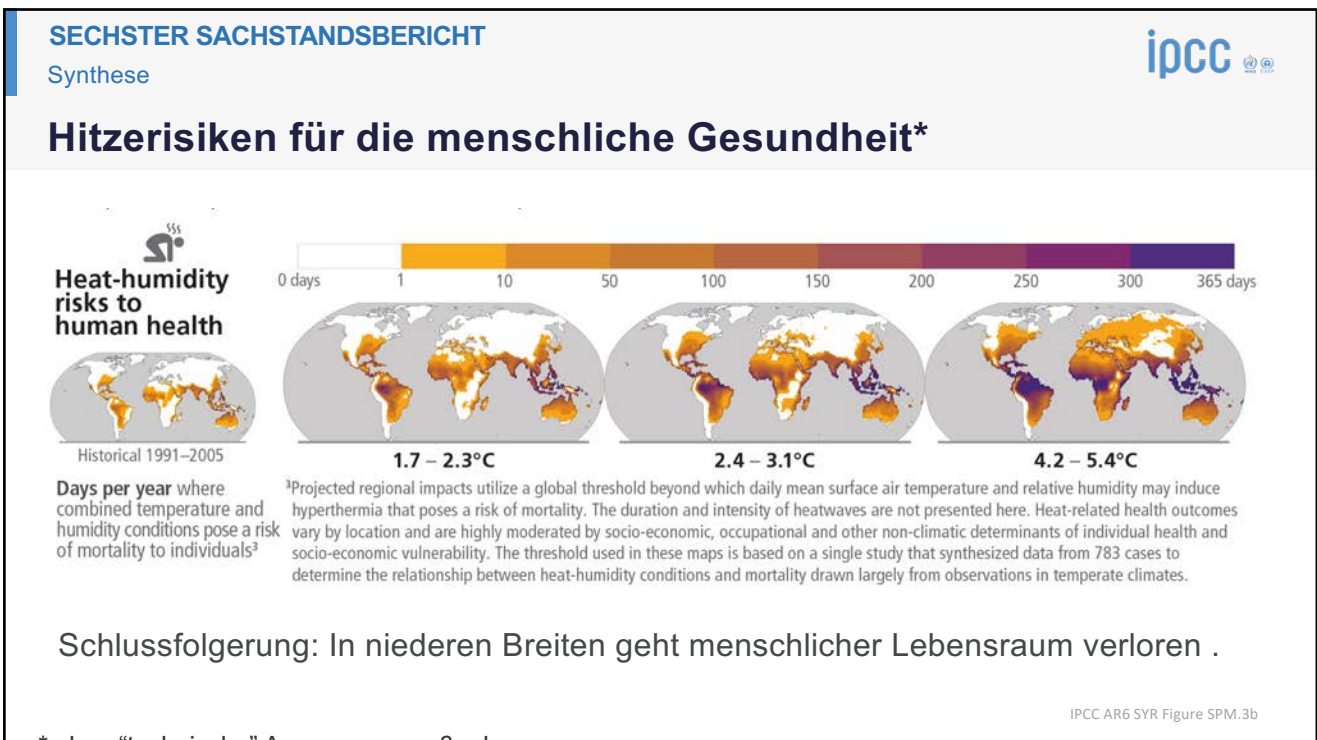 SECHSTER SACHSTANDSBERICHT
Synthese
ipcc
Hitzerisiken für die menschliche Gesundheit*
Heat-humidity
risks to
human health
0 days 1 10 50 100 150 200 250 300 365 days
Historical 1991–2005
1.7 – 2.3°C
2.4 – 3.1°C
4.2 – 5.4°C
Days per year where
combined temperature and
humidity conditions pose a risk
of mortality to individuals³
³Projected regional impacts utilize a global threshold beyond which daily mean surface air temperature and relative humidity may induce
hyperthermia that poses a risk of mortality. The duration and intensity of heatwaves are not presented here. Heat-related health outcomes
vary by location and are highly moderated by socio-economic, occupational and other non-climatic determinants of individual health and
socio-economic vulnerability. The threshold used in these maps is based on a single study that synthesized data from 783 cases to
determine the relationship between heat-humidity conditions and mortality drawn largely from observations in temperate climates.
Schlussfolgerung: In niederen Breiten geht menschlicher Lebensraum verloren .
IPCC AR6 SYR Figure SPM.3b